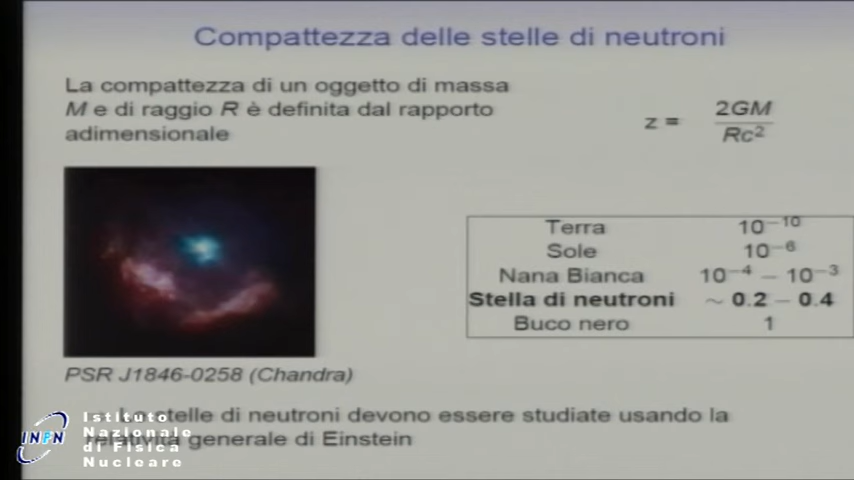 Compattezza delle stelle di neutroni
La compattezza di un oggetto di massa
M e di raggio R è definita dal rapporto
adimensionale
z = 2GM / Rc²
Terra 10⁻¹⁰
Sole 10⁻⁶
Nana Bianca 10⁻⁴ – 10⁻³
Stella di neutroni ~ 0.2 – 0.4
Buco nero 1
PSR J1846-0258 (Chandra)
Le stelle di neutroni devono essere studiate usando la
relatività generale di Einstein
INFN
Istituto
Nazionale
di Fisica
Nucleare